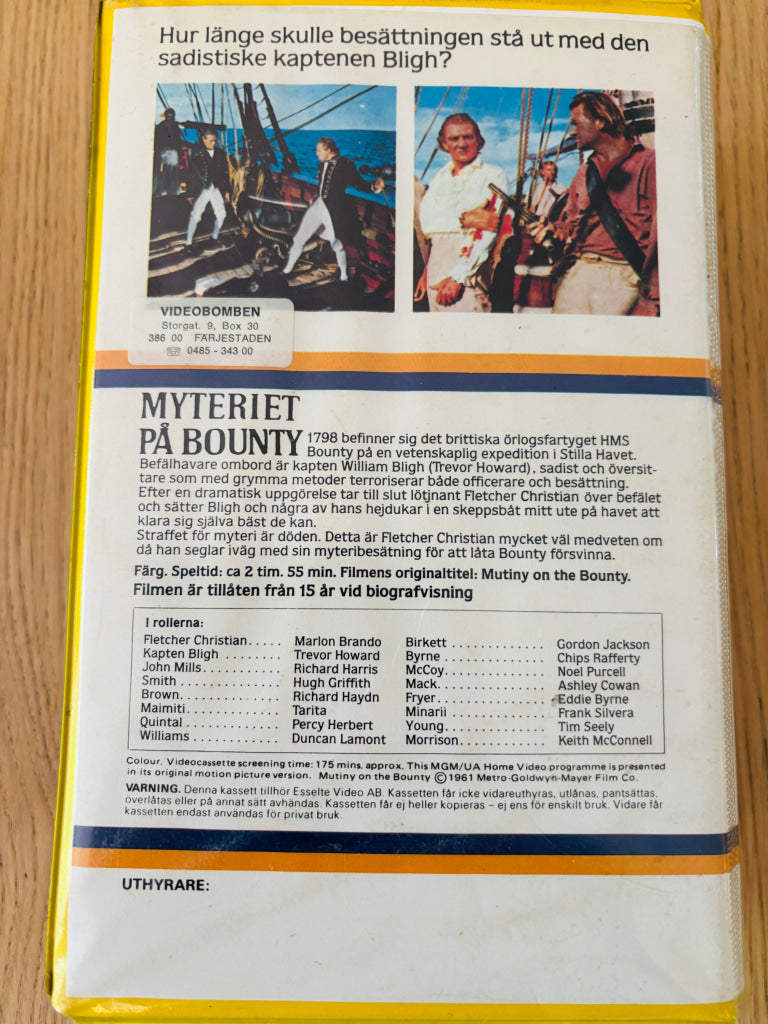 Hur länge skulle besättningen stå ut med den
sadistiske kaptenen Bligh?
VIDEOBOMBEN
Storgat. 9, Box 30
386 00 FÄRJESTADEN
☏ 0485 - 343 00
MYTERIET
PÅ BOUNTY 1798 befinner sig det brittiska örlogsfartyget HMS
Bounty på en vetenskaplig expedition i Stilla Havet.
Befälhavare ombord är kapten William Bligh (Trevor Howard), sadist och översit-
tare som med grymma metoder terroriserar både officerare och besättning.
Efter en dramatisk uppgörelse tar till slut löjtnant Fletcher Christian över befälet
och sätter Bligh och några av hans hejdukar i en skeppsbåt mitt ute på havet att
klara sig själva bäst de kan.
Straffet för myteri är döden. Detta är Fletcher Christian mycket väl medveten om
då han seglar iväg med sin myteribesätning för att låta Bounty försvinna.
Färg. Speltid: ca 2 tim. 55 min. Filmens originaltitel: Mutiny on the Bounty.
Filmen är tillåten från 15 år vid biografvisning
I rollerna:
Fletcher Christian..... Marlon Brando Birkett ............. Gordon Jackson
Kapten Bligh ........ Trevor Howard Byrne ............. Chips Rafferty
John Mills........... Richard Harris McCoy............. Noel Purcell
Smith .............. Hugh Griffith Mack.............. Ashley Cowan
Brown.............. Richard Haydn Fryer.............. Eddie Byrne
Maimiti............. Tarita Minarii ............ Frank Silvera
Quintal ............ Percy Herbert Young.............. Tim Seely
Williams ............ Duncan Lamont Morrison............ Keith McConnell
Colour. Videocassette screening time: 175 mins. approx. This MGM/UA Home Video programme is presented
in its original motion picture version. Mutiny on the Bounty © 1961 Metro-Goldwyn-Mayer Film Co.
VARNING. Denna kassett tillhör Esselte Video AB. Kassetten får icke vidareuthyras, utlånas, pantsättas,
överlåtas eller på annat sätt avhändas. Kassetten får ej heller kopieras – ej ens för enskilt bruk. Vidare får
kassetten endast användas för privat bruk.
UTHYRARE: